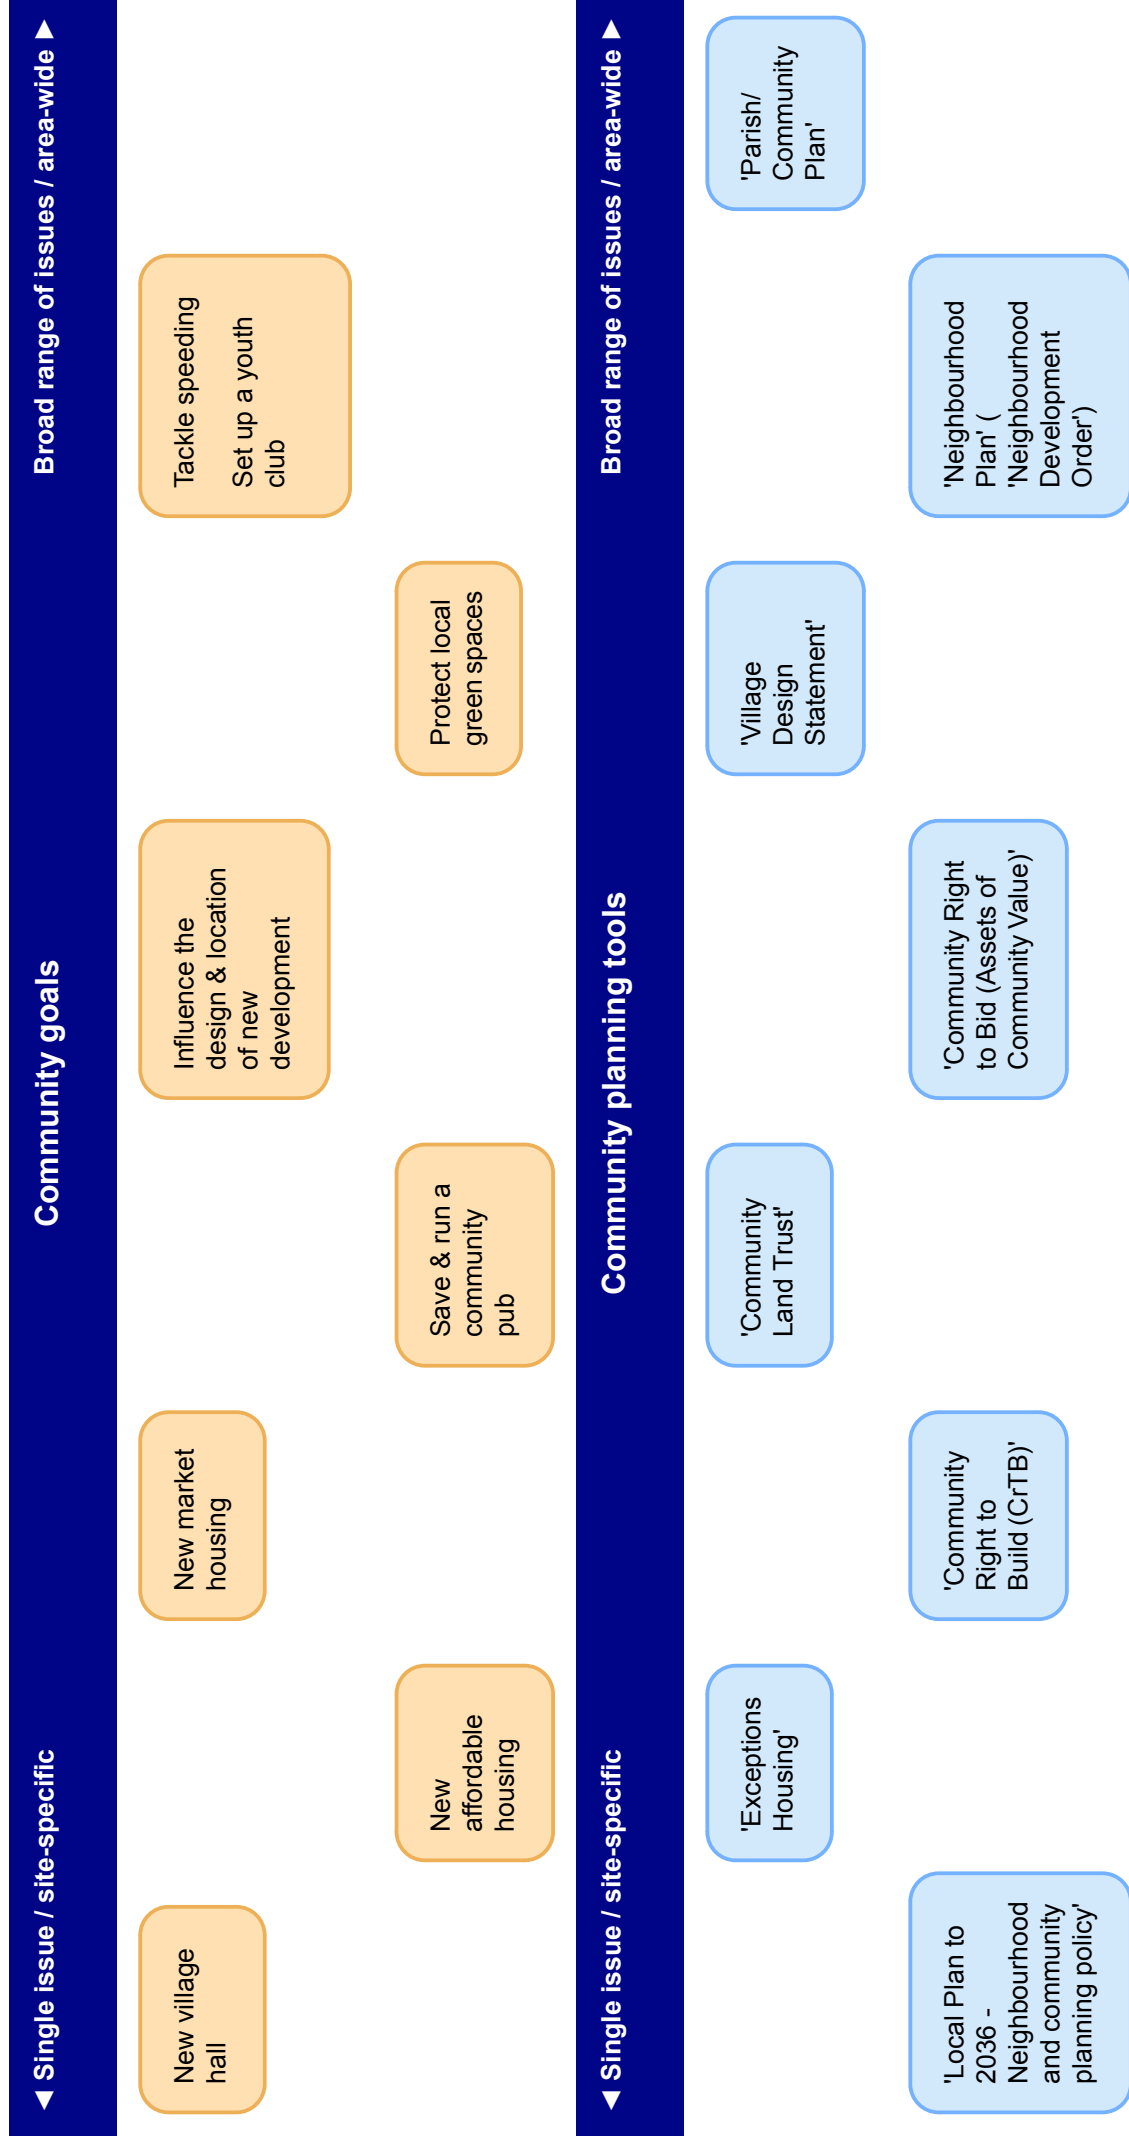 ◄ Single issue / site-specific
Community goals
Broad range of issues / area-wide ►
New village
hall
New market
housing
Influence the
design & location
of new
development
Tackle speeding
Set up a youth
club
New
affordable
housing
Save & run a
community
pub
Protect local
green spaces
◄ Single issue / site-specific
Community planning tools
Broad range of issues / area-wide ►
'Exceptions
Housing'
'Community
Land Trust'
'Village
Design
Statement'
'Parish/
Community
Plan'
'Local Plan to
2036 -
Neighbourhood
and community
planning policy'
'Community
Right to
Build (CrTB)'
'Community Right
to Bid (Assets of
Community Value)'
'Neighbourhood
Plan' (
'Neighbourhood
Development
Order')